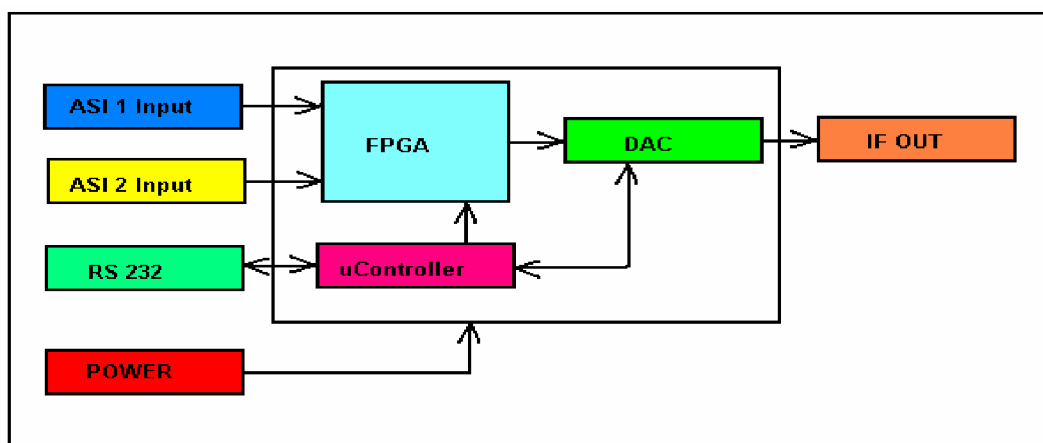 ASI 1 Input
FPGA
DAC
IF OUT
ASI 2 Input
RS 232
uController
POWER